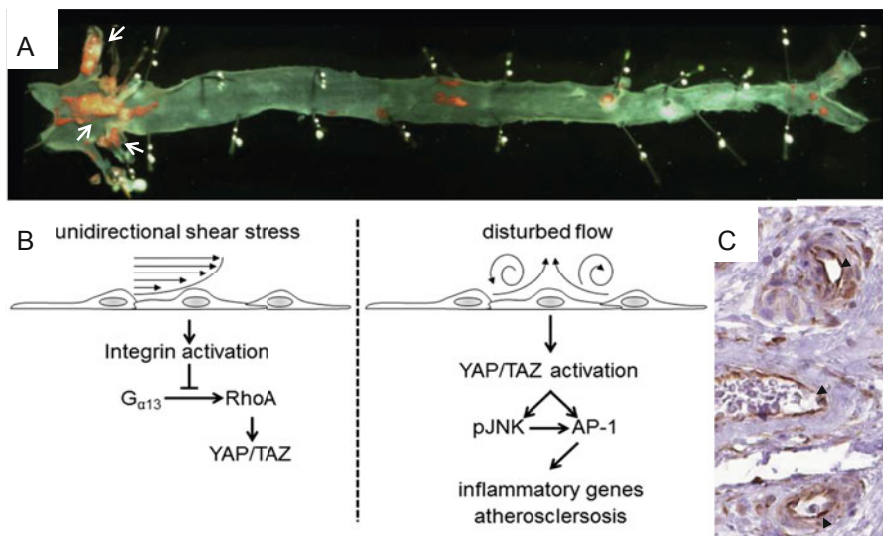 A
B
unidirectional shear stress
Integrin activation
Gα13
RhoA
YAP/TAZ
disturbed flow
YAP/TAZ activation
pJNK
AP-1
inflammatory genes
atherosclersosis
C